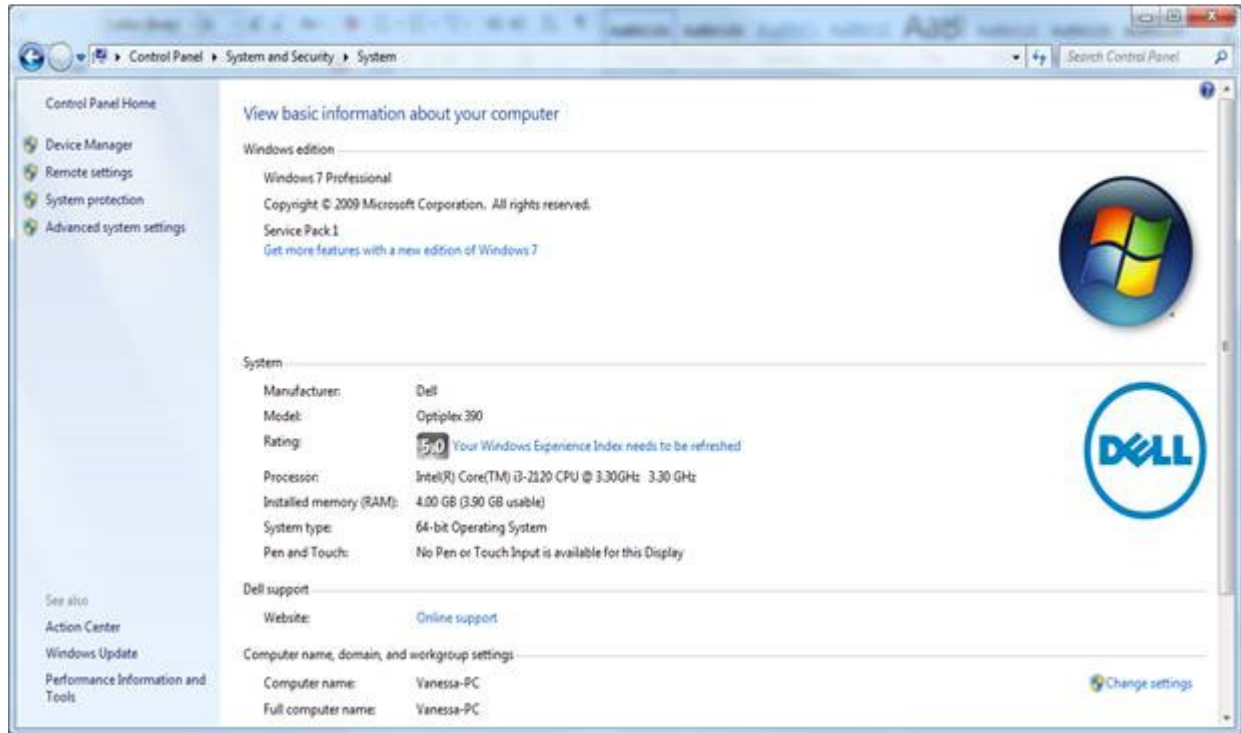 Control Panel ▸ System and Security ▸ System
Search Control Panel
Control Panel Home
Device Manager
Remote settings
System protection
Advanced system settings
See also
Action Center
Windows Update
Performance Information and
Tools
View basic information about your computer
Windows edition
Windows 7 Professional
Copyright © 2009 Microsoft Corporation. All rights reserved.
Service Pack 1
Get more features with a new edition of Windows 7
System
Manufacturer: Dell
Model: Optiplex 390
Rating: 5.0 Your Windows Experience Index needs to be refreshed
Processor: Intel(R) Core(TM) i3-2120 CPU @ 3.30GHz 3.30 GHz
Installed memory (RAM): 4.00 GB (3.90 GB usable)
System type: 64-bit Operating System
Pen and Touch: No Pen or Touch Input is available for this Display
DELL
Dell support
Website: Online support
Computer name, domain, and workgroup settings
Computer name: Vanessa-PC
Change settings
Full computer name: Vanessa-PC